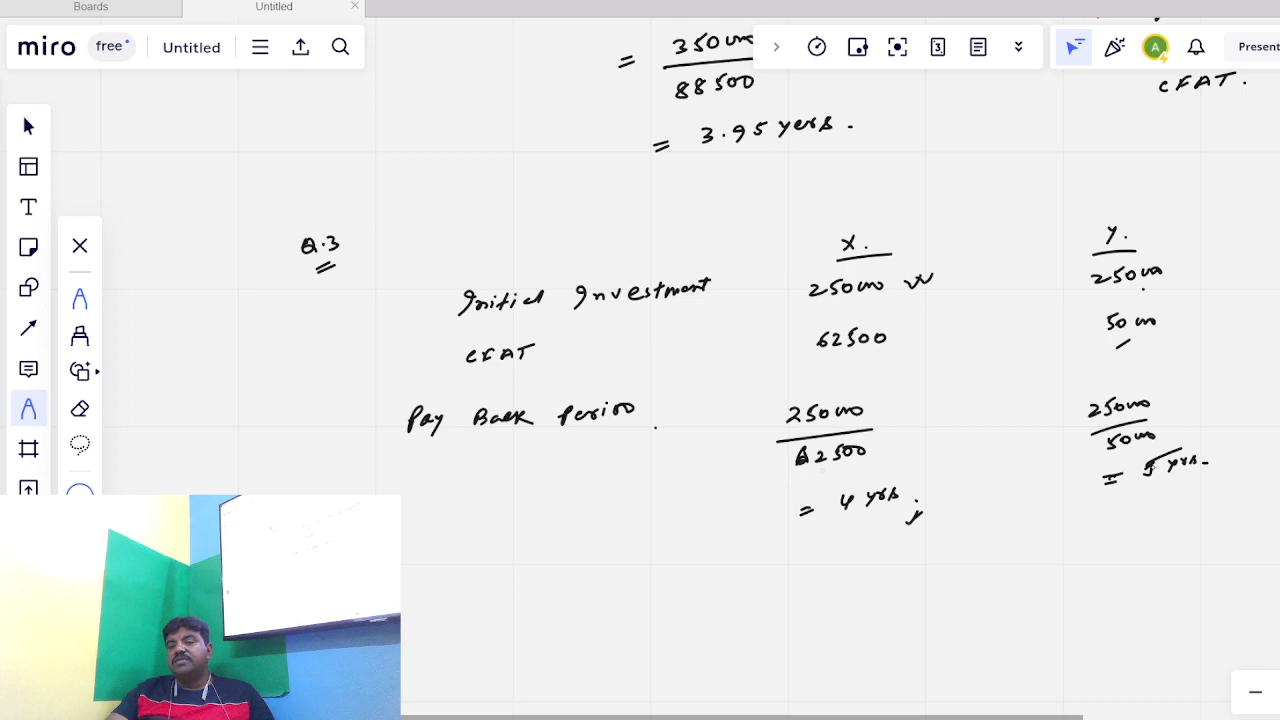 Boards Untitled
miro free Untitled Present
= 350000
88500
CFAT.
= 3.95 yers.
Q.3 X. Y.
Initial Investment 250000 250000
CFAT 62500 50000
Pay Back Period. 250000 250000
62500 50000
= 4 yrs = 5 yrs.